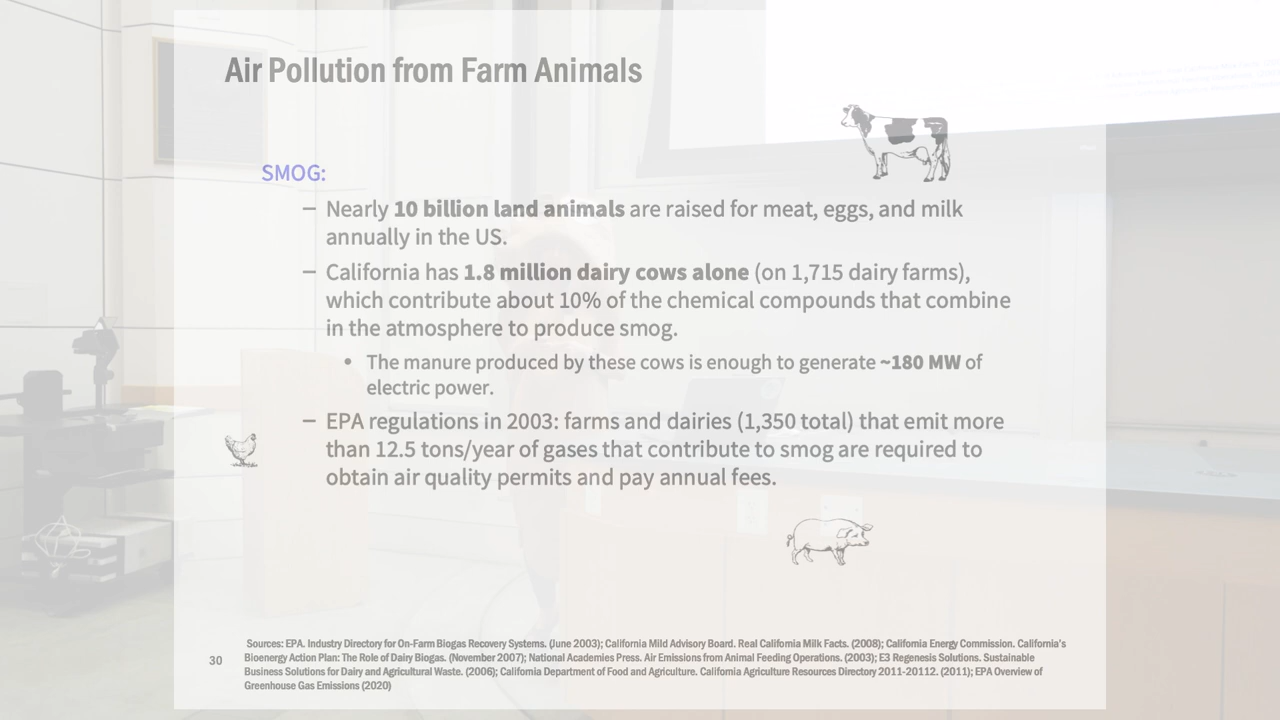 Air Pollution from Farm Animals
SMOG:
– Nearly 10 billion land animals are raised for meat, eggs, and milk
annually in the US.
– California has 1.8 million dairy cows alone (on 1,715 dairy farms),
which contribute about 10% of the chemical compounds that combine
in the atmosphere to produce smog.
• The manure produced by these cows is enough to generate ~180 MW of
electric power.
– EPA regulations in 2003: farms and dairies (1,350 total) that emit more
than 12.5 tons/year of gases that contribute to smog are required to
obtain air quality permits and pay annual fees.
Sources: EPA. Industry Directory for On-Farm Biogas Recovery Systems. (June 2003); California Mild Advisory Board. Real California Milk Facts. (2008); California Energy Commission. California's
Bioenergy Action Plan: The Role of Dairy Biogas. (November 2007); National Academies Press. Air Emissions from Animal Feeding Operations. (2003); E3 Regenesis Solutions. Sustainable
Business Solutions for Dairy and Agricultural Waste. (2006); California Department of Food and Agriculture. California Agriculture Resources Directory 2011-20112. (2011); EPA Overview of
Greenhouse Gas Emissions (2020)
30